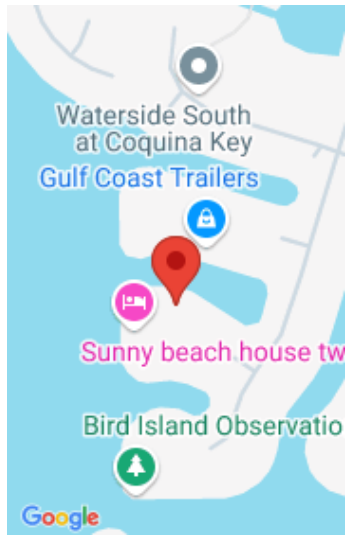 Waterside South
at Coquina Key
Gulf Coast Trailers
Sunny beach house tw
Bird Island Observatio
Google